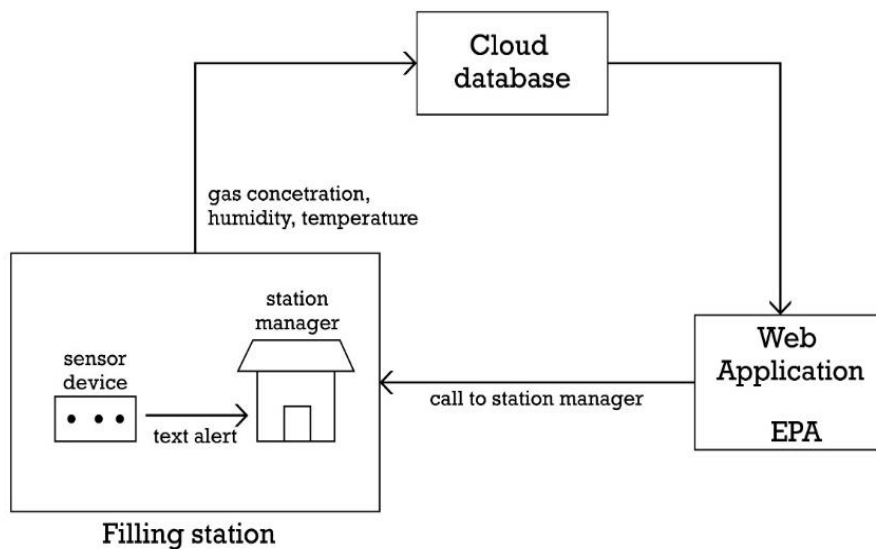 Cloud
database
gas concetration,
humidity, temperature
station
manager
sensor
device
text alert
call to station manager
Web
Application
EPA
Filling station